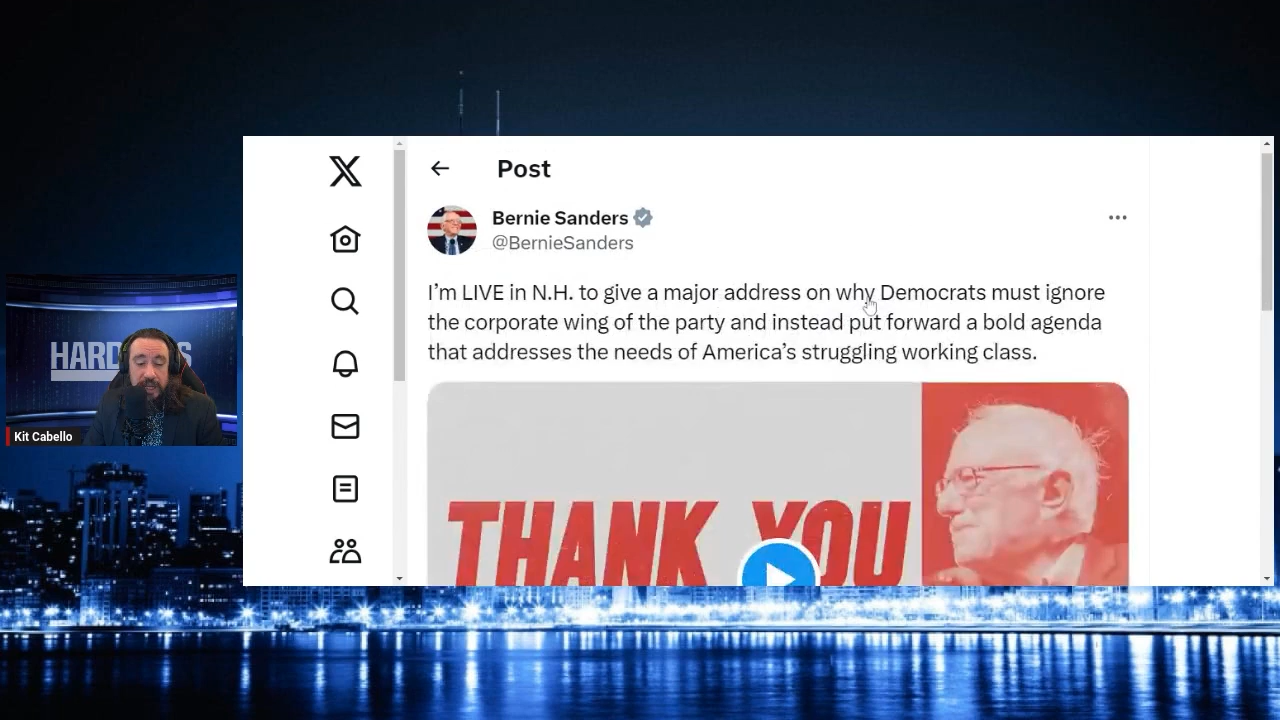 Post
Bernie Sanders
@BernieSanders
I'm LIVE in N.H. to give a major address on why Democrats must ignore
the corporate wing of the party and instead put forward a bold agenda
that addresses the needs of America's struggling working class.
THANK YOU
Kit Cabello